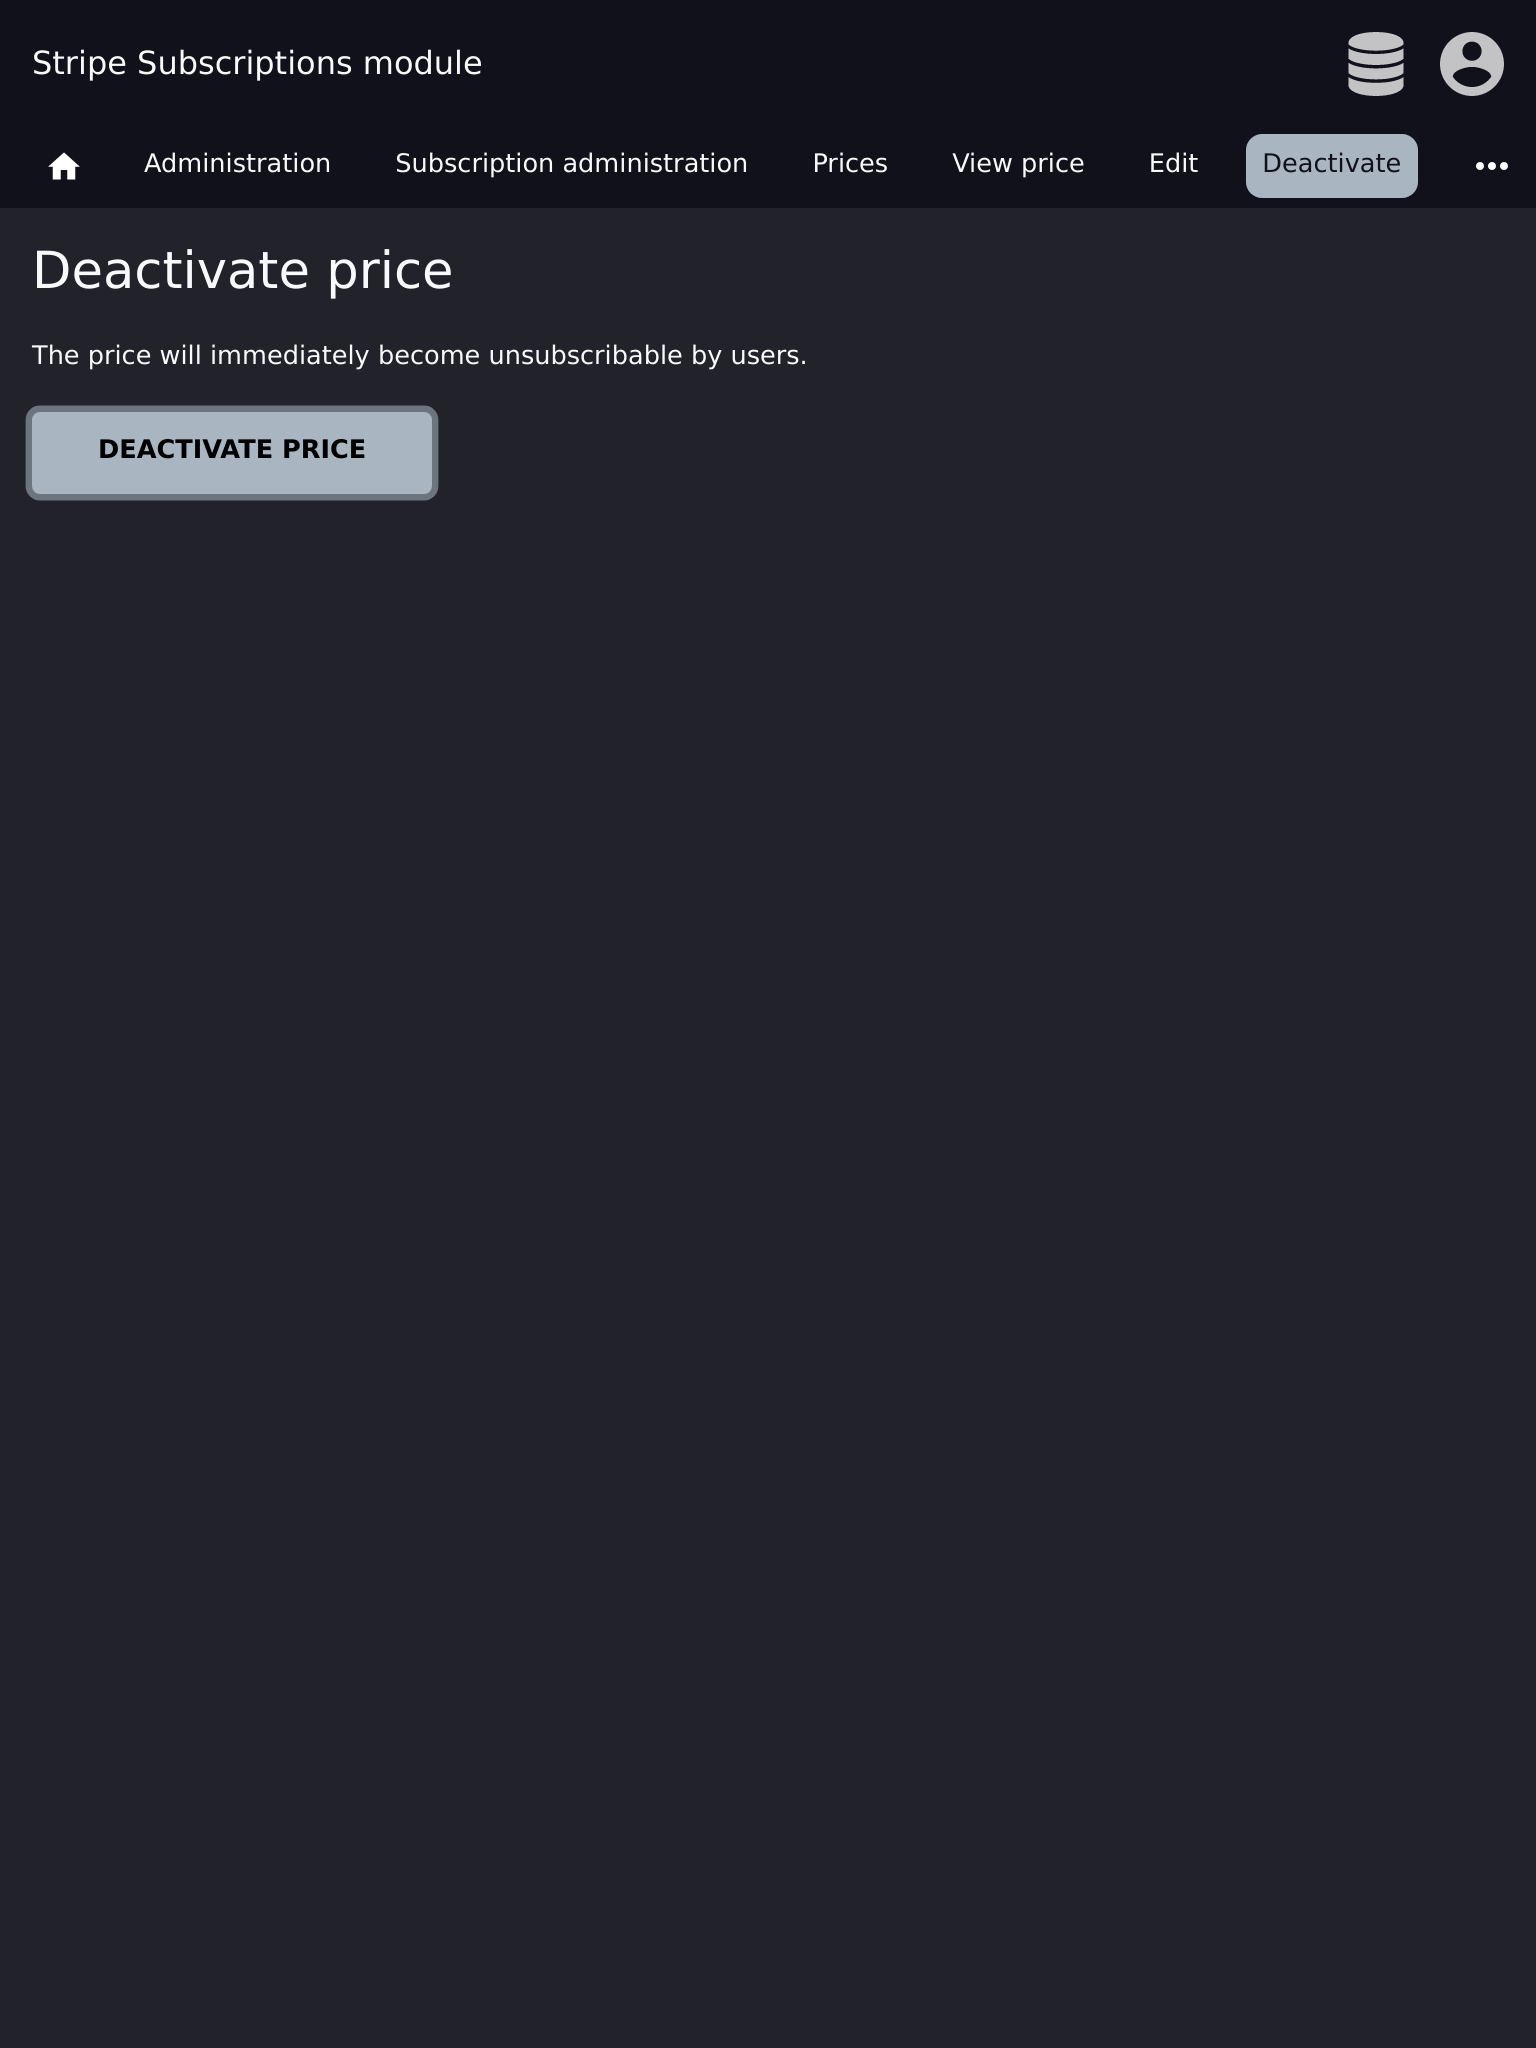 Stripe Subscriptions module
Administration Subscription administration Prices View price Edit Deactivate
Deactivate price
The price will immediately become unsubscribable by users.
DEACTIVATE PRICE